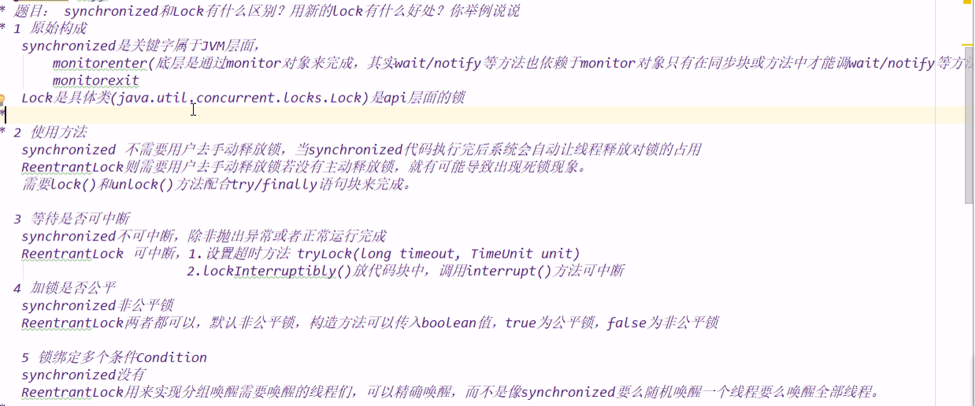 * 题目： synchronized和Lock有什么区别？用新的Lock有什么好处？你举例说说
* 1 原始构成
synchronized是关键字属于JVM层面，
monitorenter(底层是通过monitor对象来完成，其实wait/notify等方法也依赖于monitor对象只有在同步块或方法中才能调wait/notify等方
monitorexit
Lock是具体类(java.util.concurrent.locks.Lock)是api层面的锁
*
* 2 使用方法
synchronized 不需要用户去手动释放锁，当synchronized代码执行完后系统会自动让线程释放对锁的占用
ReentrantLock则需要用户去手动释放锁若没有主动释放锁，就有可能导致出现死锁现象。
需要lock()和unlock()方法配合try/finally语句块来完成。
3 等待是否可中断
synchronized不可中断，除非抛出异常或者正常运行完成
ReentrantLock 可中断，1.设置超时方法 tryLock(long timeout, TimeUnit unit)
2.lockInterruptibly()放代码块中，调用interrupt()方法可中断
4 加锁是否公平
synchronized非公平锁
ReentrantLock两者都可以，默认非公平锁，构造方法可以传入boolean值，true为公平锁，false为非公平锁
5 锁绑定多个条件Condition
synchronized没有
ReentrantLock用来实现分组唤醒需要唤醒的线程们，可以精确唤醒，而不是像synchronized要么随机唤醒一个线程要么唤醒全部线程。